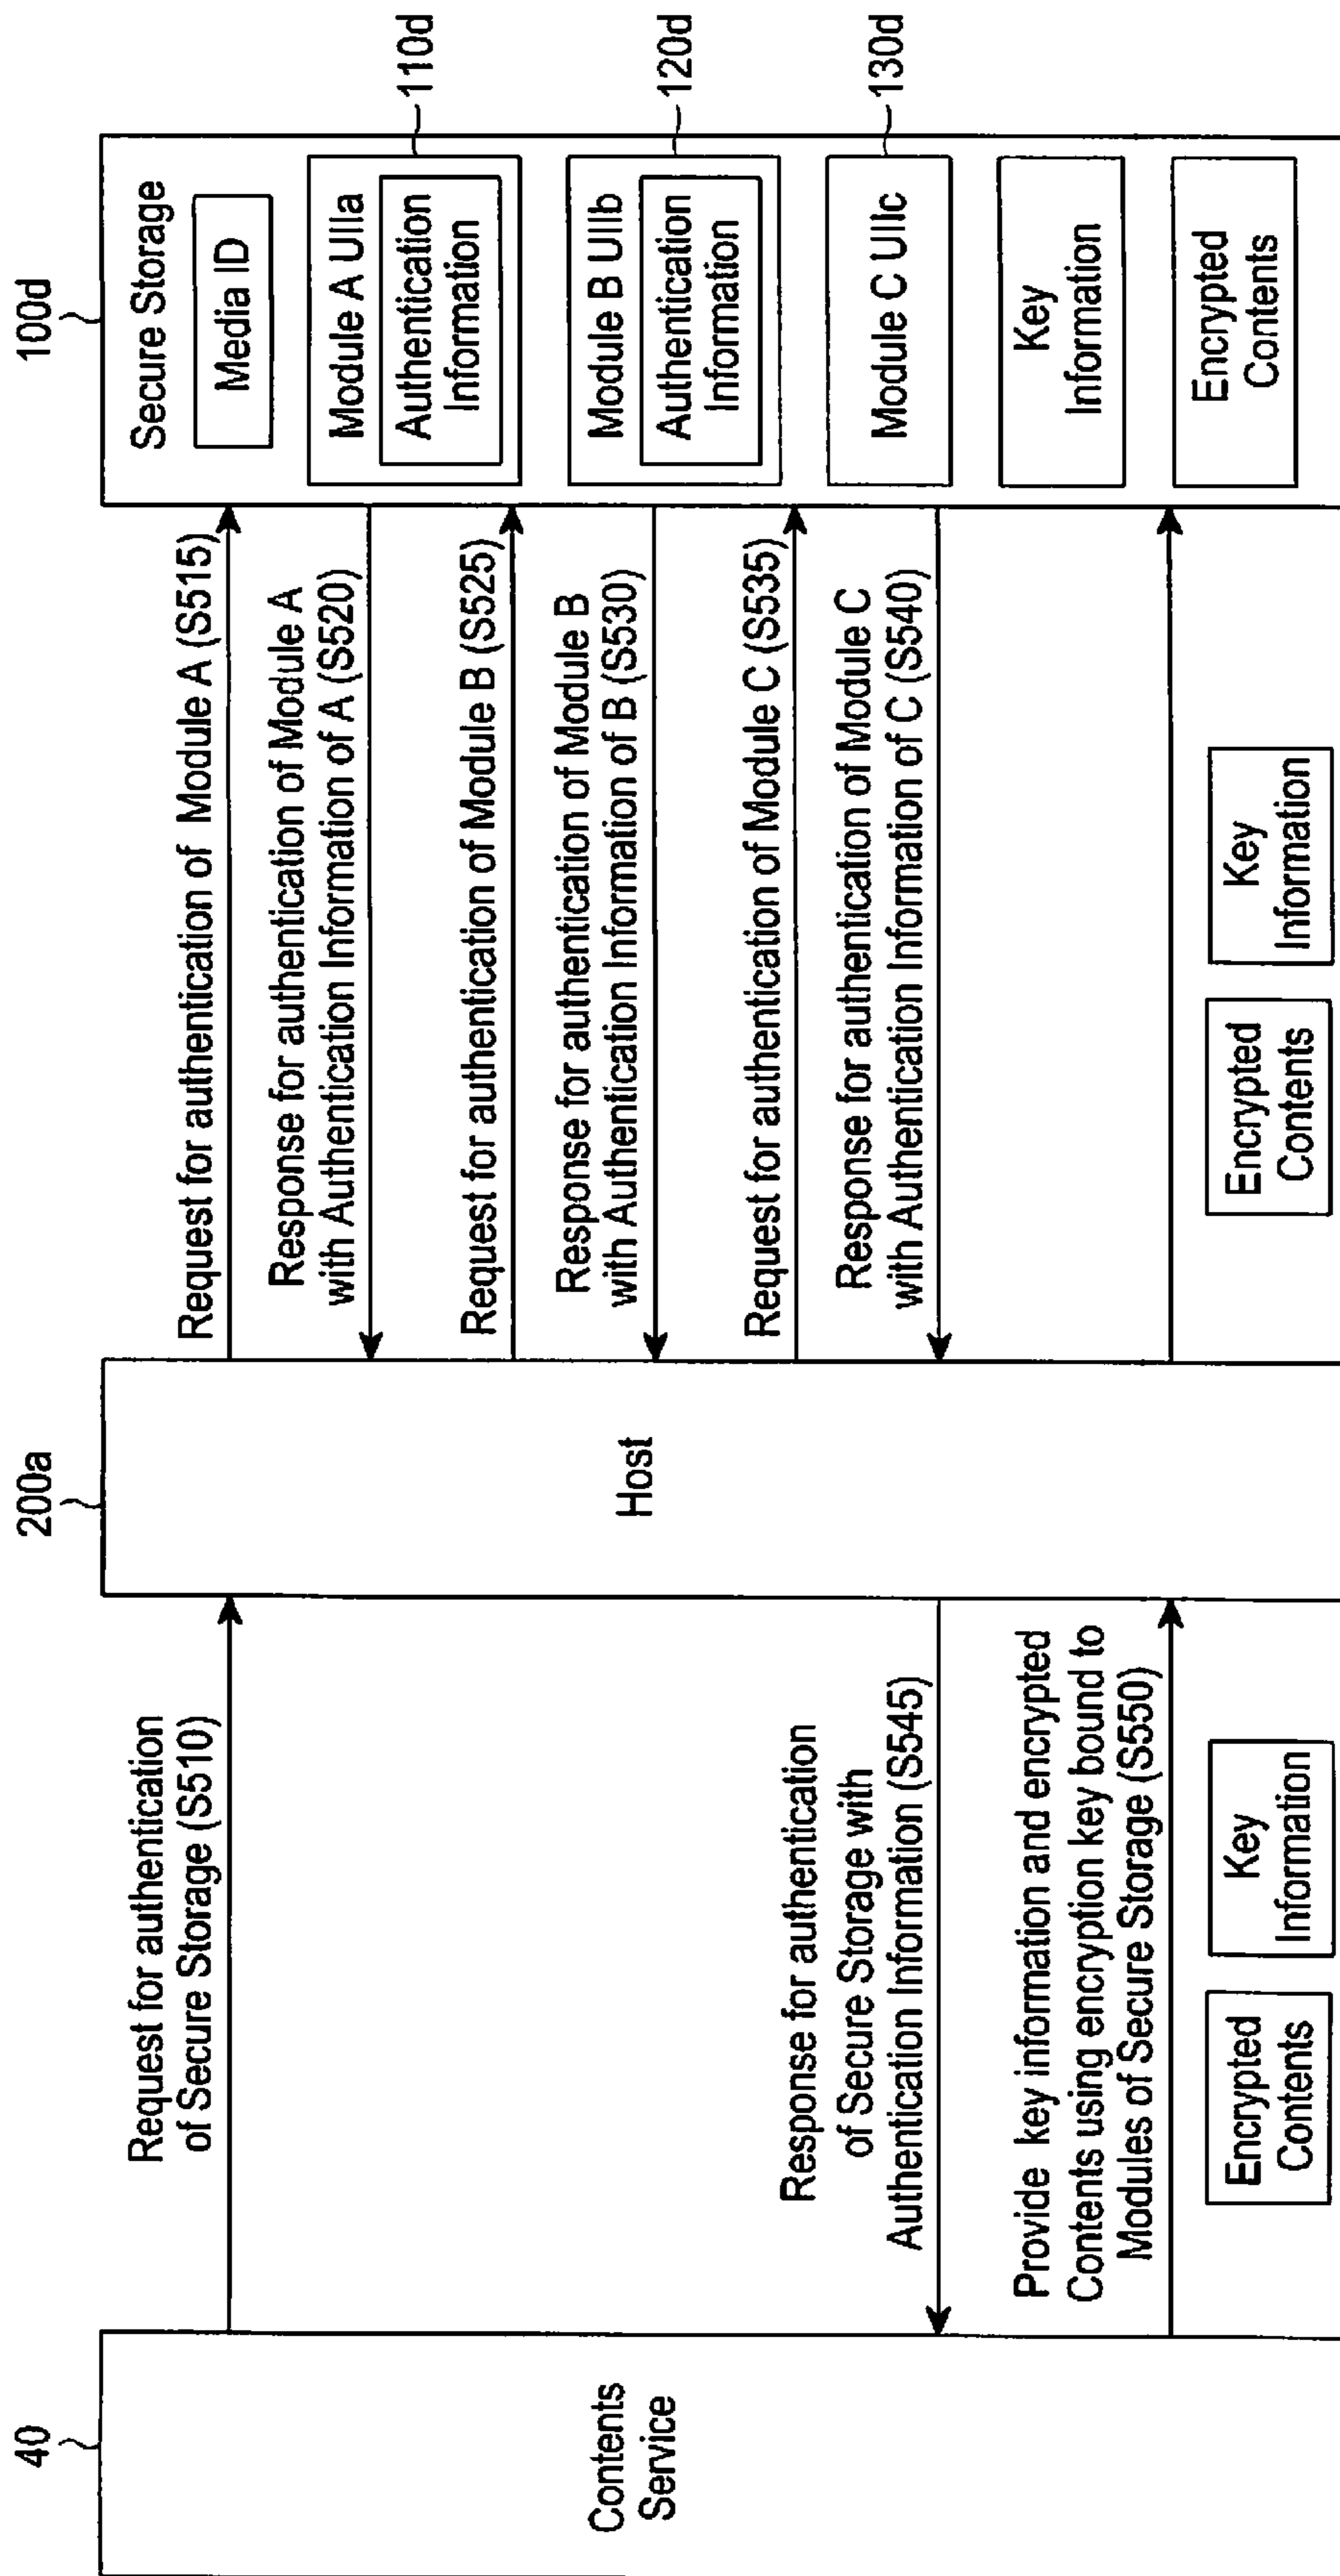 40
200a
100d
Contents
Service
Request for authentication
of Secure Storage (S510)
Response for authentication
of Secure Storage with
Authentication Information (S545)
Provide key information and encrypted
Contents using encryption key bound to
Modules of Secure Storage (S550)
Encrypted
Contents
Key
Information
Host
Request for authentication of Module A (S515)
Response for authentication of Module A
with Authentication Information of A (S520)
Request for authentication of Module B (S525)
Response for authentication of Module B
with Authentication Information of B (S530)
Request for authentication of Module C (S535)
Response for authentication of Module C
with Authentication Information of C (S540)
Encrypted
Contents
Key
Information
Secure Storage
Media ID
Module A UIIa
Authentication
Information
110d
Module B UIIb
Authentication
Information
120d
Module C UIIc
130d
Key
Information
Encrypted
Contents